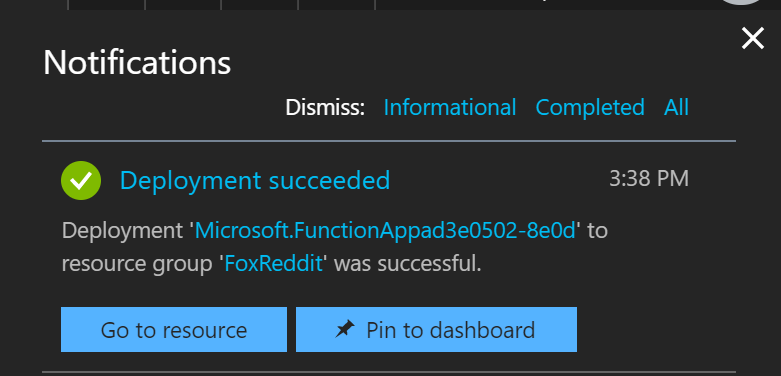 Notifications
Dismiss: Informational Completed All
Deployment succeeded 3:38 PM
Deployment 'Microsoft.FunctionAppad3e0502-8e0d' to
resource group 'FoxReddit' was successful.
Go to resource Pin to dashboard